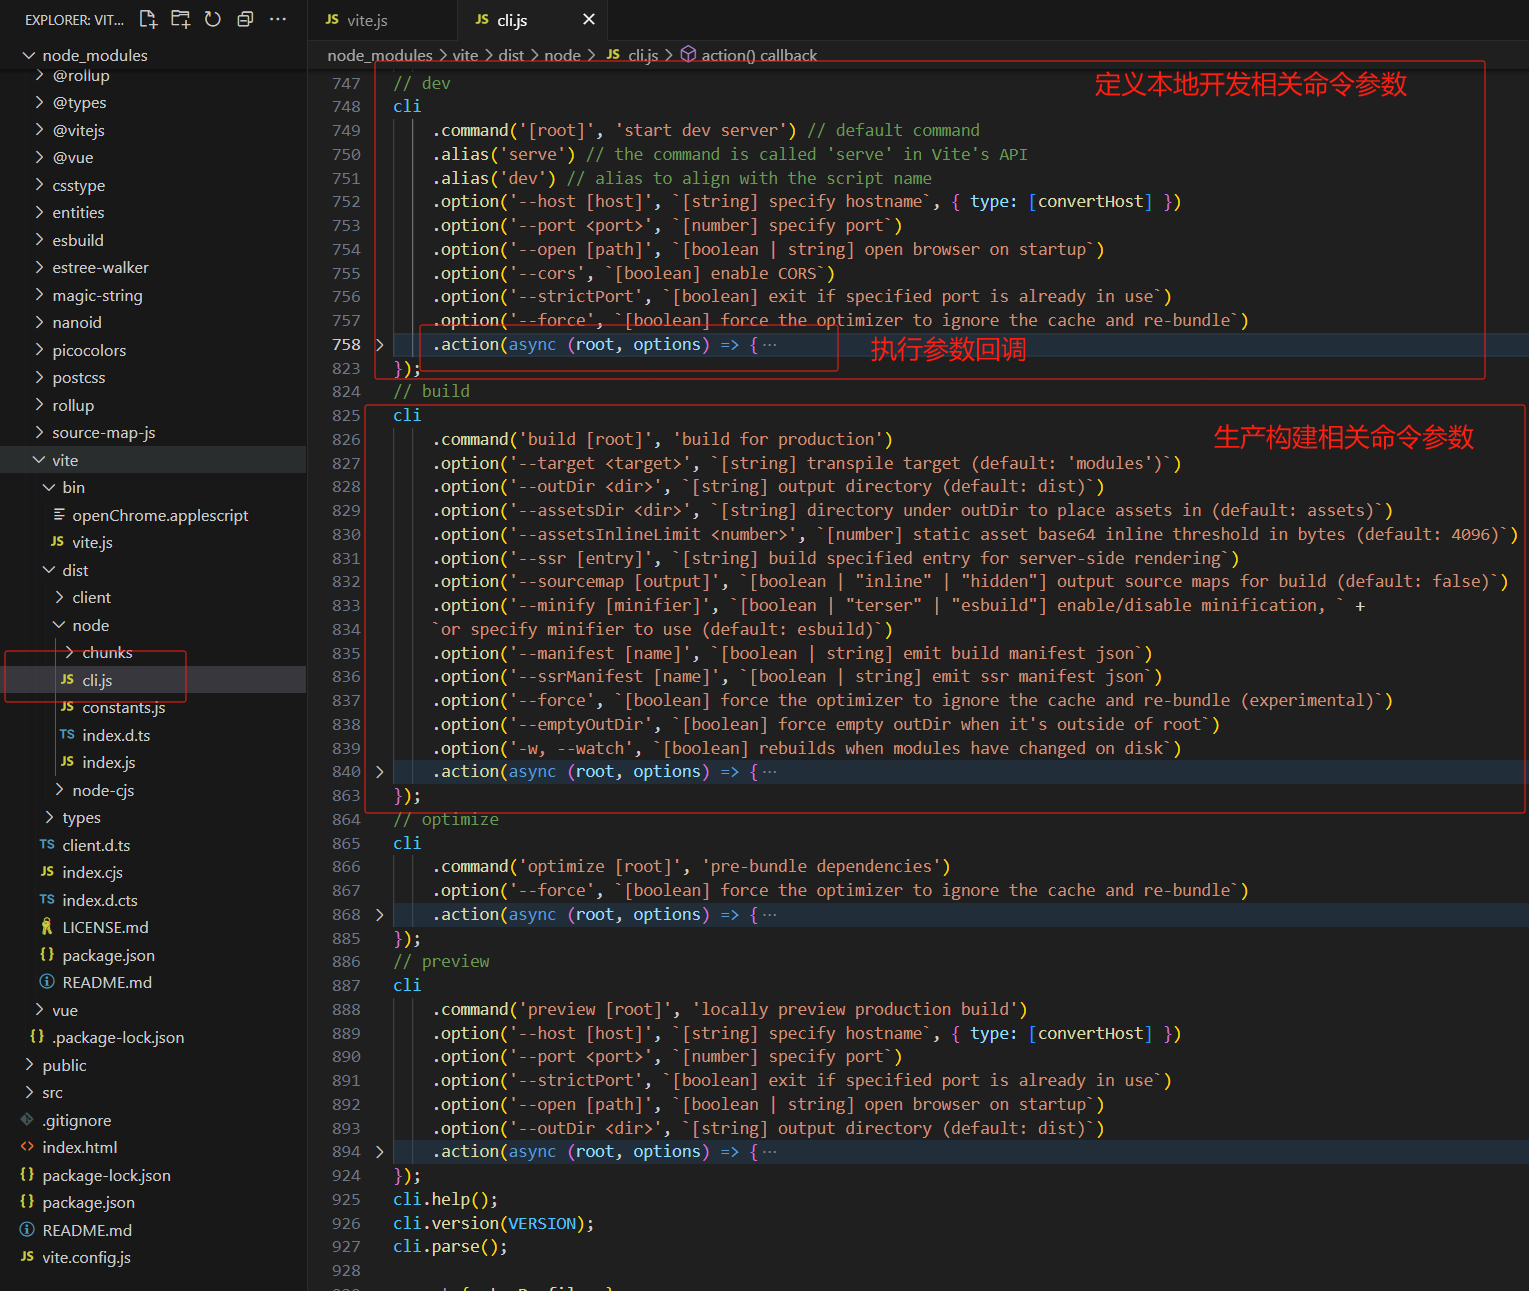 EXPLORER: VIT...
node_modules
@rollup
@types
@vitejs
@vue
csstype
entities
esbuild
estree-walker
magic-string
nanoid
picocolors
postcss
rollup
source-map-js
vite
bin
openChrome.applescript
JS vite.js
dist
client
node
chunks
JS cli.js
JS constants.js
TS index.d.ts
JS index.js
node-cjs
types
TS client.d.ts
JS index.cjs
TS index.d.cts
LICENSE.md
{} package.json
README.md
vue
{} .package-lock.json
public
src
.gitignore
<> index.html
{} package-lock.json
{} package.json
README.md
JS vite.config.js
JS vite.js
JS cli.js
node_modules > vite > dist > node > JS cli.js > action() callback
747 // dev
定义本地开发相关命令参数
748 cli
749 .command('[root]', 'start dev server') // default command
750 .alias('serve') // the command is called 'serve' in Vite's API
751 .alias('dev') // alias to align with the script name
752 .option('--host [host]', `[string] specify hostname`, { type: [convertHost] })
753 .option('--port <port>', `[number] specify port`)
754 .option('--open [path]', `[boolean | string] open browser on startup`)
755 .option('--cors', `[boolean] enable CORS`)
756 .option('--strictPort', `[boolean] exit if specified port is already in use`)
757 .option('--force', `[boolean] force the optimizer to ignore the cache and re-bundle`)
758 .action(async (root, options) => { ···
执行参数回调
823 });
824 // build
825 cli
826 .command('build [root]', 'build for production')
生产构建相关命令参数
827 .option('--target <target>', `[string] transpile target (default: 'modules')`)
828 .option('--outDir <dir>', `[string] output directory (default: dist)`)
829 .option('--assetsDir <dir>', `[string] directory under outDir to place assets in (default: assets)`)
830 .option('--assetsInlineLimit <number>', `[number] static asset base64 inline threshold in bytes (default: 4096)`)
831 .option('--ssr [entry]', `[string] build specified entry for server-side rendering`)
832 .option('--sourcemap [output]', `[boolean | "inline" | "hidden"] output source maps for build (default: false)`)
833 .option('--minify [minifier]', `[boolean | "terser" | "esbuild"] enable/disable minification, ` +
834 `or specify minifier to use (default: esbuild)`)
835 .option('--manifest [name]', `[boolean | string] emit build manifest json`)
836 .option('--ssrManifest [name]', `[boolean | string] emit ssr manifest json`)
837 .option('--force', `[boolean] force the optimizer to ignore the cache and re-bundle (experimental)`)
838 .option('--emptyOutDir', `[boolean] force empty outDir when it's outside of root`)
839 .option('-w, --watch', `[boolean] rebuilds when modules have changed on disk`)
840 .action(async (root, options) => { ···
863 });
864 // optimize
865 cli
866 .command('optimize [root]', 'pre-bundle dependencies')
867 .option('--force', `[boolean] force the optimizer to ignore the cache and re-bundle`)
868 .action(async (root, options) => { ···
885 });
886 // preview
887 cli
888 .command('preview [root]', 'locally preview production build')
889 .option('--host [host]', `[string] specify hostname`, { type: [convertHost] })
890 .option('--port <port>', `[number] specify port`)
891 .option('--strictPort', `[boolean] exit if specified port is already in use`)
892 .option('--open [path]', `[boolean | string] open browser on startup`)
893 .option('--outDir <dir>', `[string] output directory (default: dist)`)
894 .action(async (root, options) => { ···
924 });
925 cli.help();
926 cli.version(VERSION);
927 cli.parse();
928